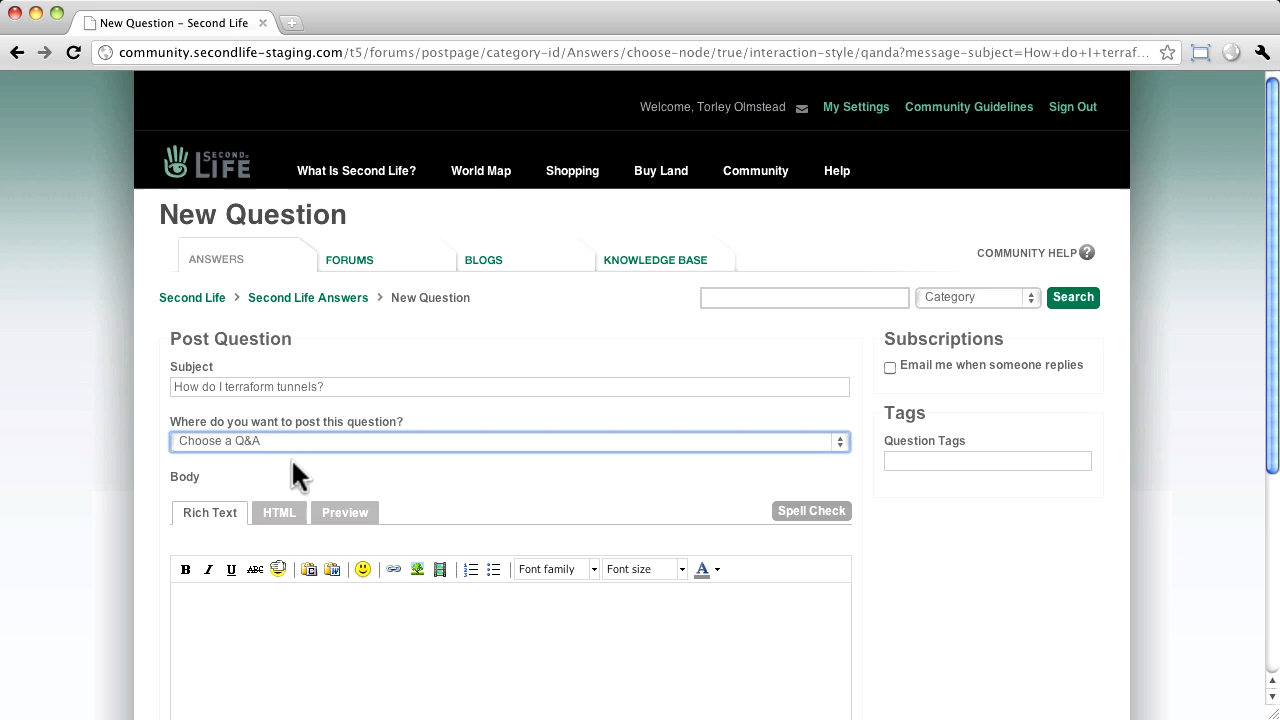 New Question – Second Life
community.secondlife-staging.com/t5/forums/postpage/category-id/Answers/choose-node/true/interaction-style/qanda?message-subject=How+do+I+terraf...
Welcome, Torley Olmstead My Settings Community Guidelines Sign Out
SECOND LIFE
What Is Second Life? World Map Shopping Buy Land Community Help
New Question
ANSWERS FORUMS BLOGS KNOWLEDGE BASE COMMUNITY HELP ?
Second Life > Second Life Answers > New Question Category Search
Post Question
Subject
How do I terraform tunnels?
Where do you want to post this question?
Choose a Q&A
Body
Rich Text HTML Preview Spell Check
B I U ABC Font family Font size A
Subscriptions
Email me when someone replies
Tags
Question Tags